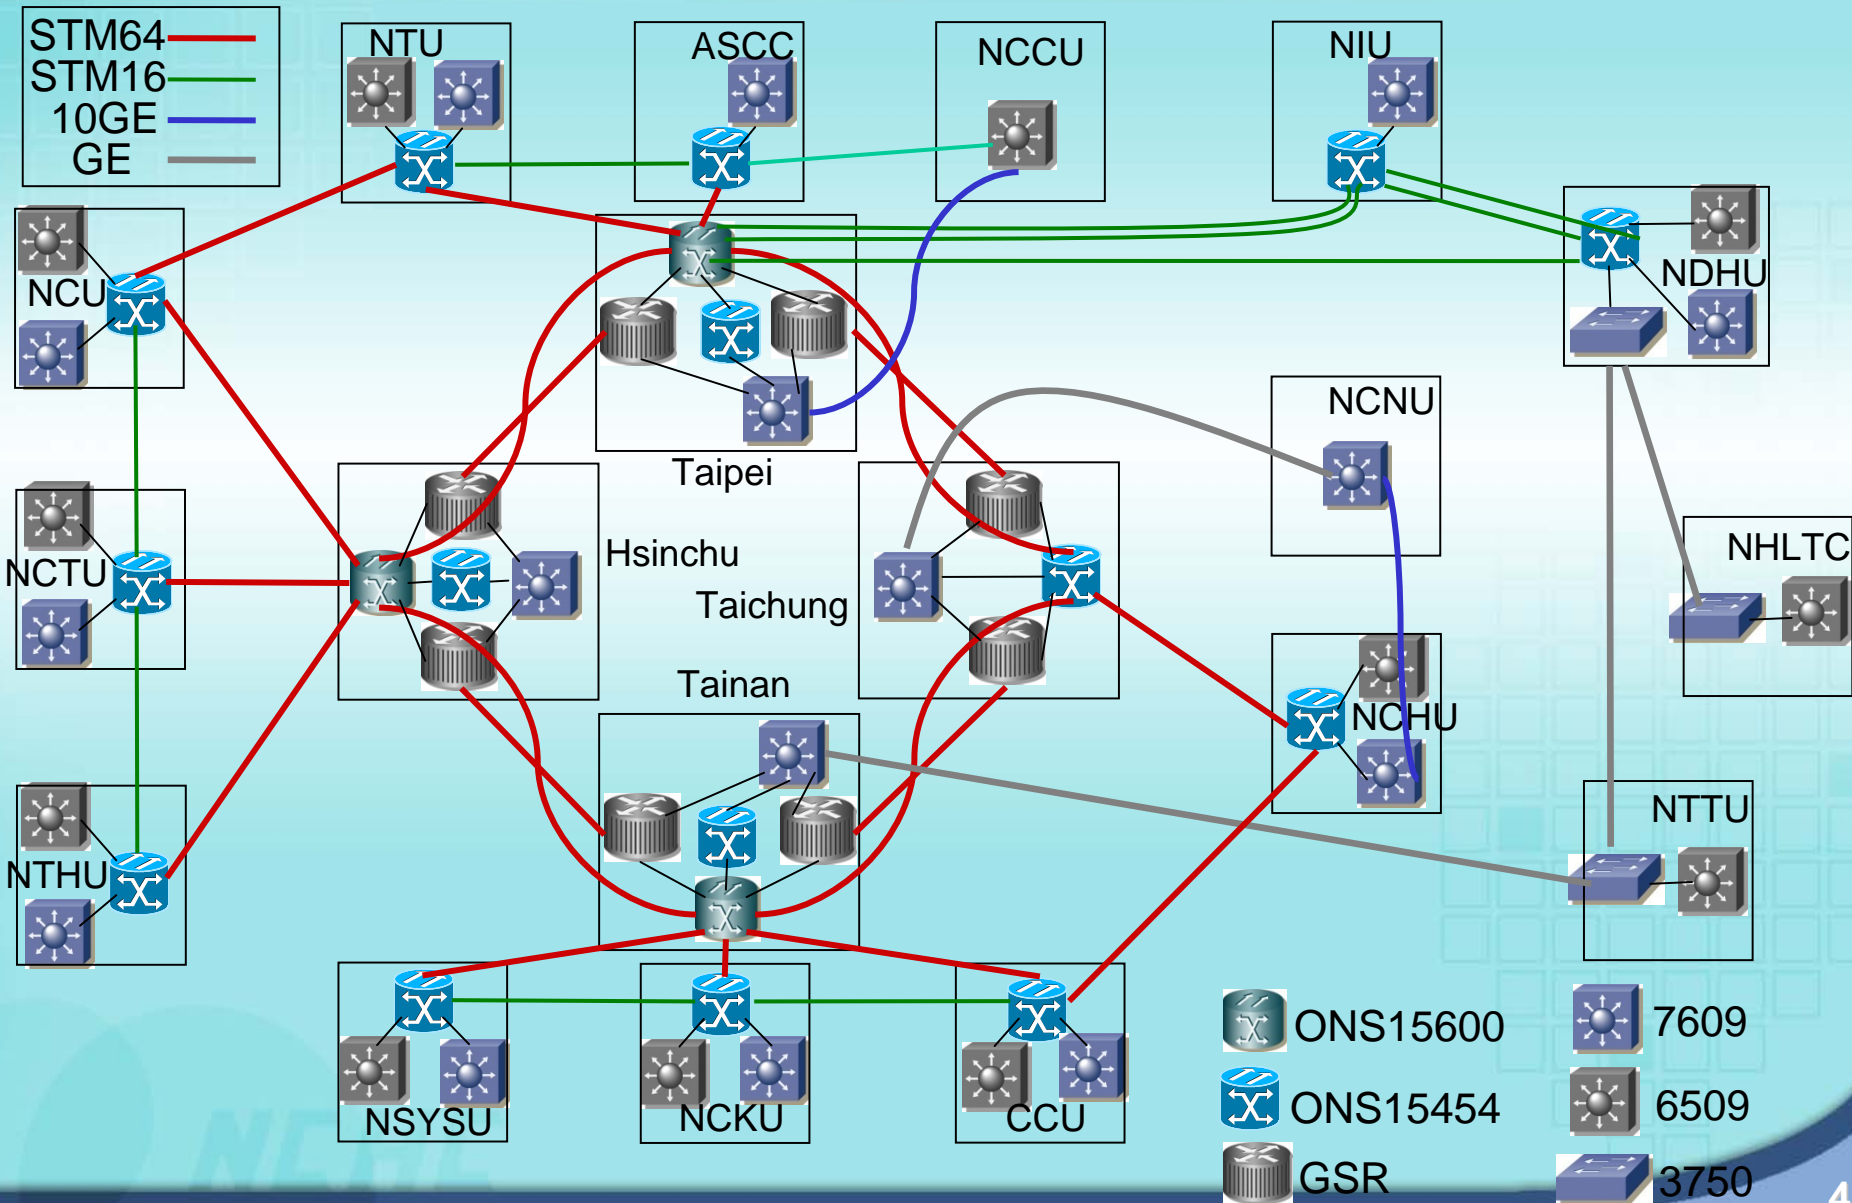 STM64
STM16
10GE
GE
NTU
ASCC
NCCU
NIU
NCU
NDHU
Taipei
NCNU
NCTU
Hsinchu
Taichung
NHLTC
Tainan
NCHU
NTHU
NTTU
NSYSU
NCKU
CCU
ONS15600
7609
ONS15454
6509
GSR
3750
4